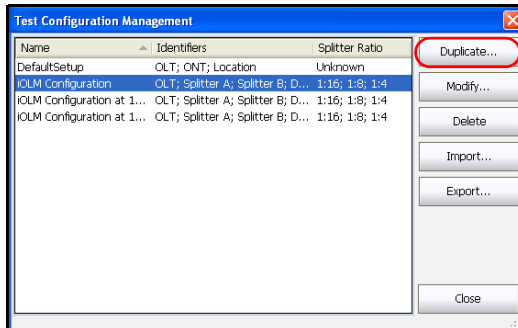 Test Configuration Management
Name Identifiers Splitter Ratio
DefaultSetup OLT; ONT; Location Unknown
iOLM Configuration OLT; Splitter A; Splitter B; D... 1:16; 1:8; 1:4
iOLM Configuration at 1... OLT; Splitter A; Splitter B; D... 1:16; 1:8; 1:4
iOLM Configuration at 1... OLT; Splitter A; Splitter B; D... 1:16; 1:8; 1:4
Duplicate...
Modify...
Delete
Import...
Export...
Close